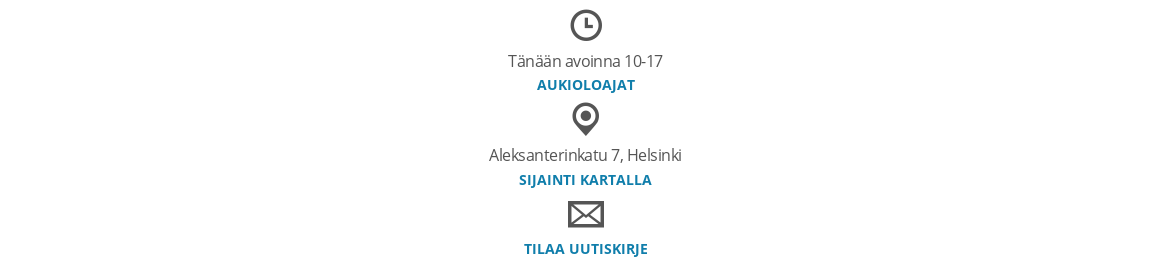 Tänään avoinna 10-17
AUKIOLOAJAT
Aleksanterinkatu 7, Helsinki
SIJAINTI KARTALLA
TILAA UUTISKIRJE